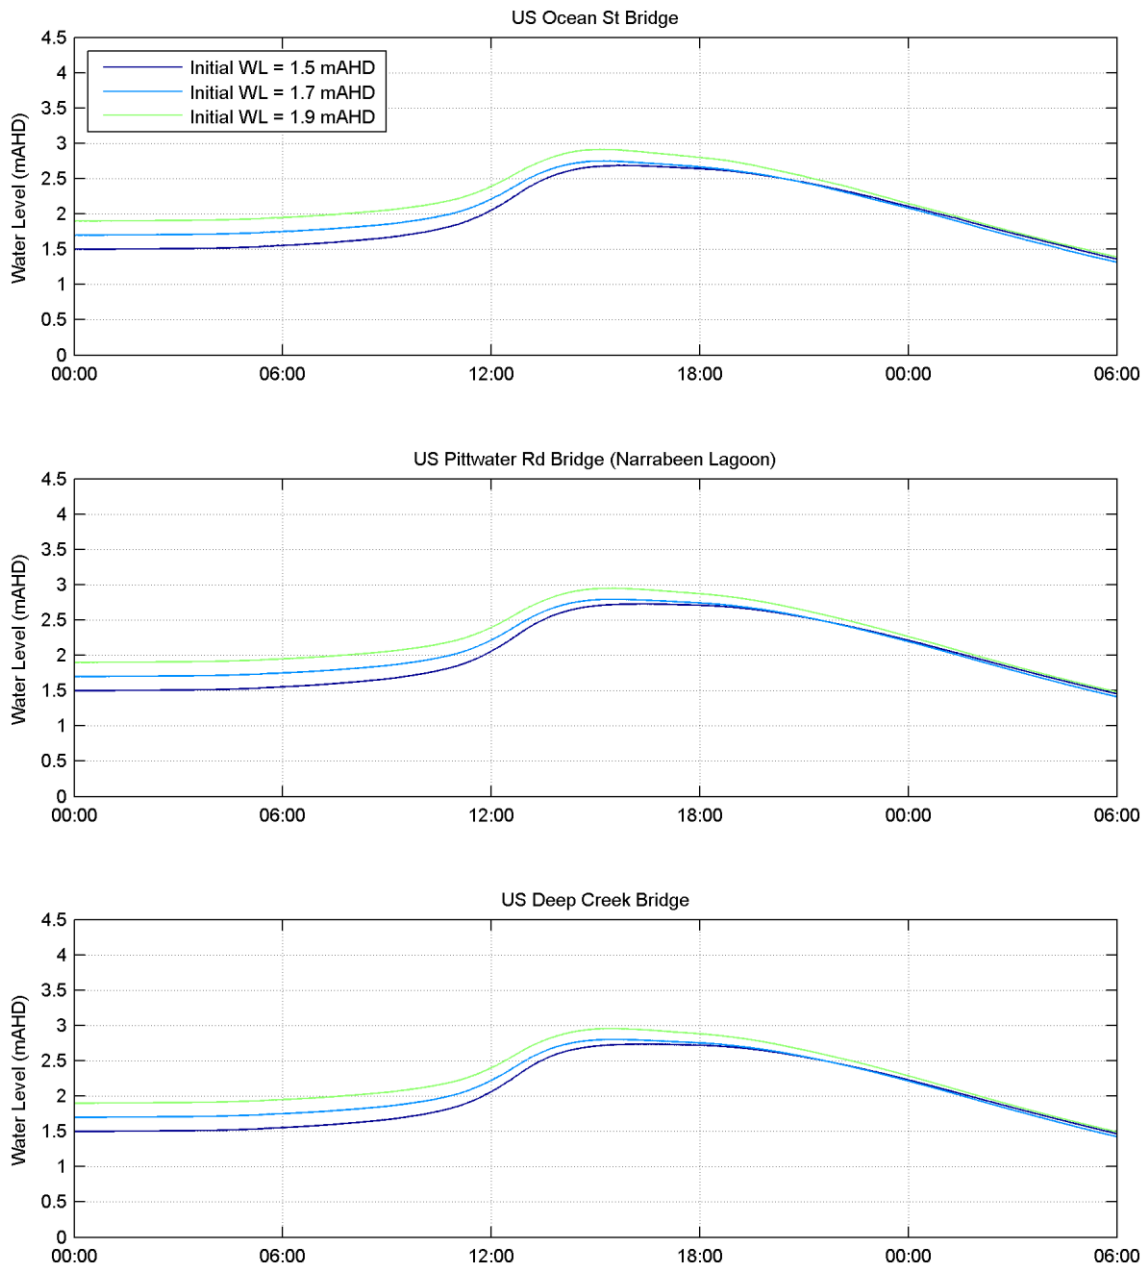 US Ocean St Bridge
4.5
4
3.5
3
2.5
2
1.5
1
0.5
0
Water Level (mAHD)
Initial WL = 1.5 mAHD
Initial WL = 1.7 mAHD
Initial WL = 1.9 mAHD
00:00 06:00 12:00 18:00 00:00 06:00
US Pittwater Rd Bridge (Narrabeen Lagoon)
4.5
4
3.5
3
2.5
2
1.5
1
0.5
0
Water Level (mAHD)
00:00 06:00 12:00 18:00 00:00 06:00
US Deep Creek Bridge
4.5
4
3.5
3
2.5
2
1.5
1
0.5
0
Water Level (mAHD)
00:00 06:00 12:00 18:00 00:00 06:00